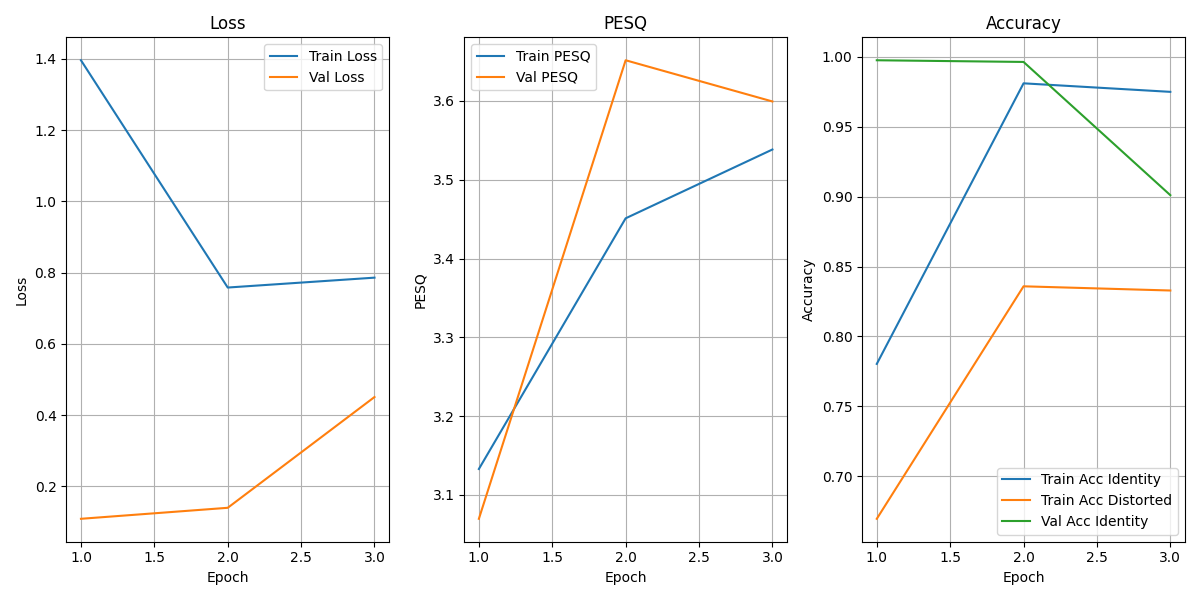 Loss
Train Loss
Val Loss
1.4
1.2
1.0
0.8
0.6
0.4
0.2
Loss
1.0
1.5
2.0
2.5
3.0
Epoch
PESQ
Train PESQ
Val PESQ
3.6
3.5
3.4
3.3
3.2
3.1
PESQ
1.0
1.5
2.0
2.5
3.0
Epoch
Accuracy
1.00
0.95
0.90
0.85
0.80
0.75
0.70
Accuracy
Train Acc Identity
Train Acc Distorted
Val Acc Identity
1.0
1.5
2.0
2.5
3.0
Epoch